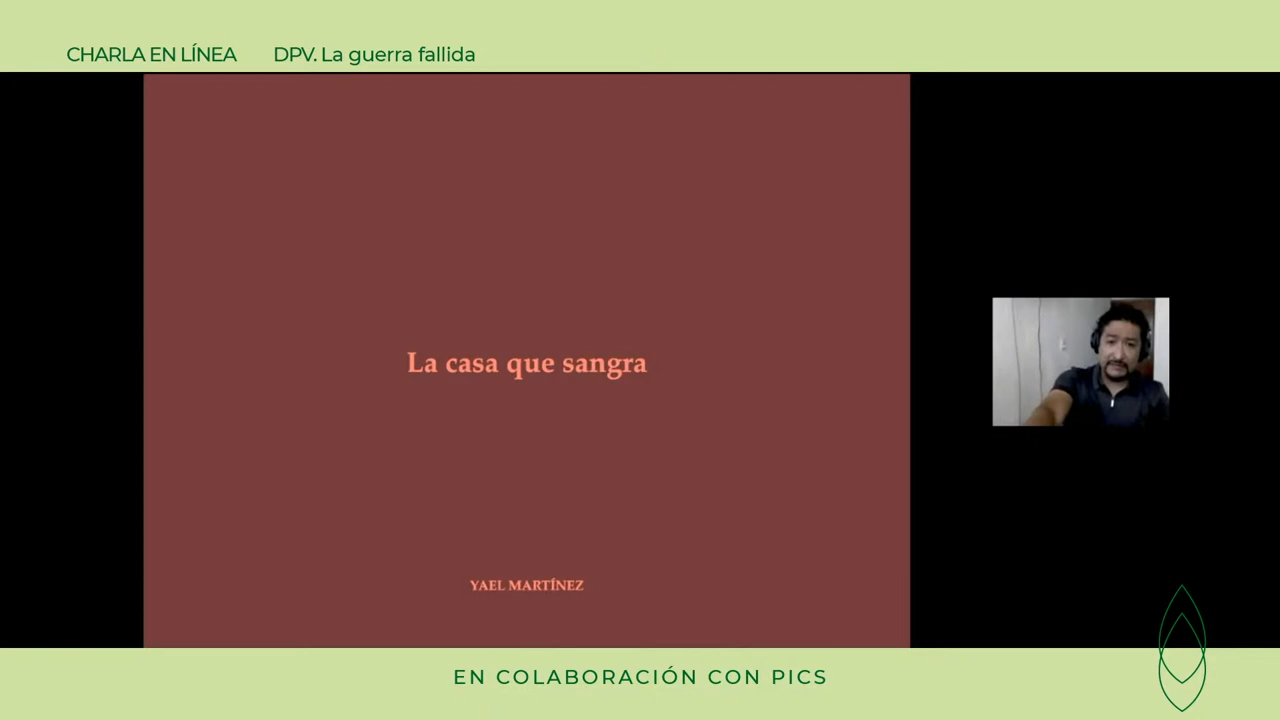 CHARLA EN LÍNEA DPV. La guerra fallida
La casa que sangra
YAEL MARTÍNEZ
EN COLABORACIÓN CON PICS